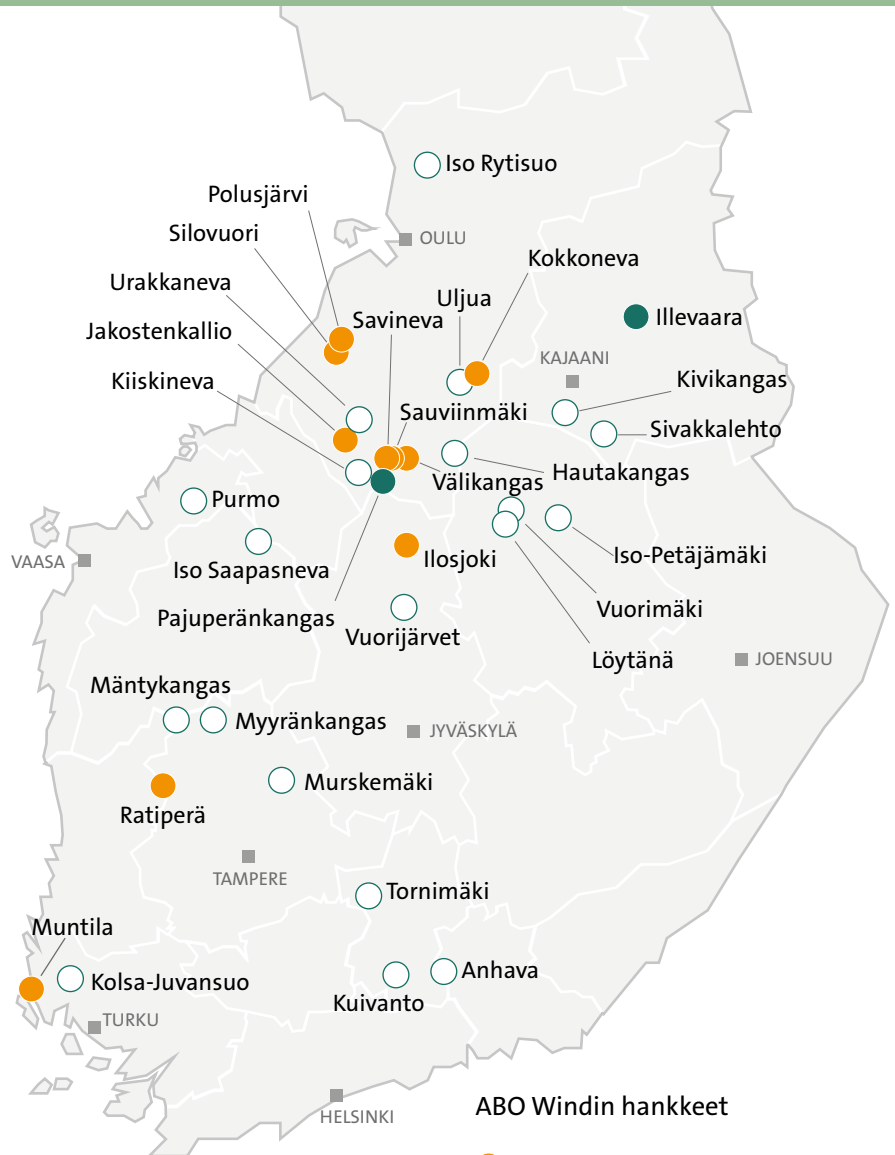 Iso Rytisuo
Polusjärvi
Silovuori
OULU
Kokkoneva
Urakkaneva
Uljua
Savineva
Illevaara
Jakostenkallio
KAJAANI
Kiiskineva
Kivikangas
Sauviinmäki
Sivakkalehto
Hautakangas
Välikangas
Purmo
Iso-Petäjämäki
Ilosjoki
VAASA
Iso Saapasneva
Vuorimäki
Pajuperänkangas
Vuorijärvet
Löytänä
JOENSUU
Mäntykangas
Myyränkangas
JYVÄSKYLÄ
Murskemäki
Ratiperä
TAMPERE
Tornimäki
Muntila
Anhava
Kolsa-Juvansuo
Kuivanto
TURKU
HELSINKI
ABO Windin hankkeet